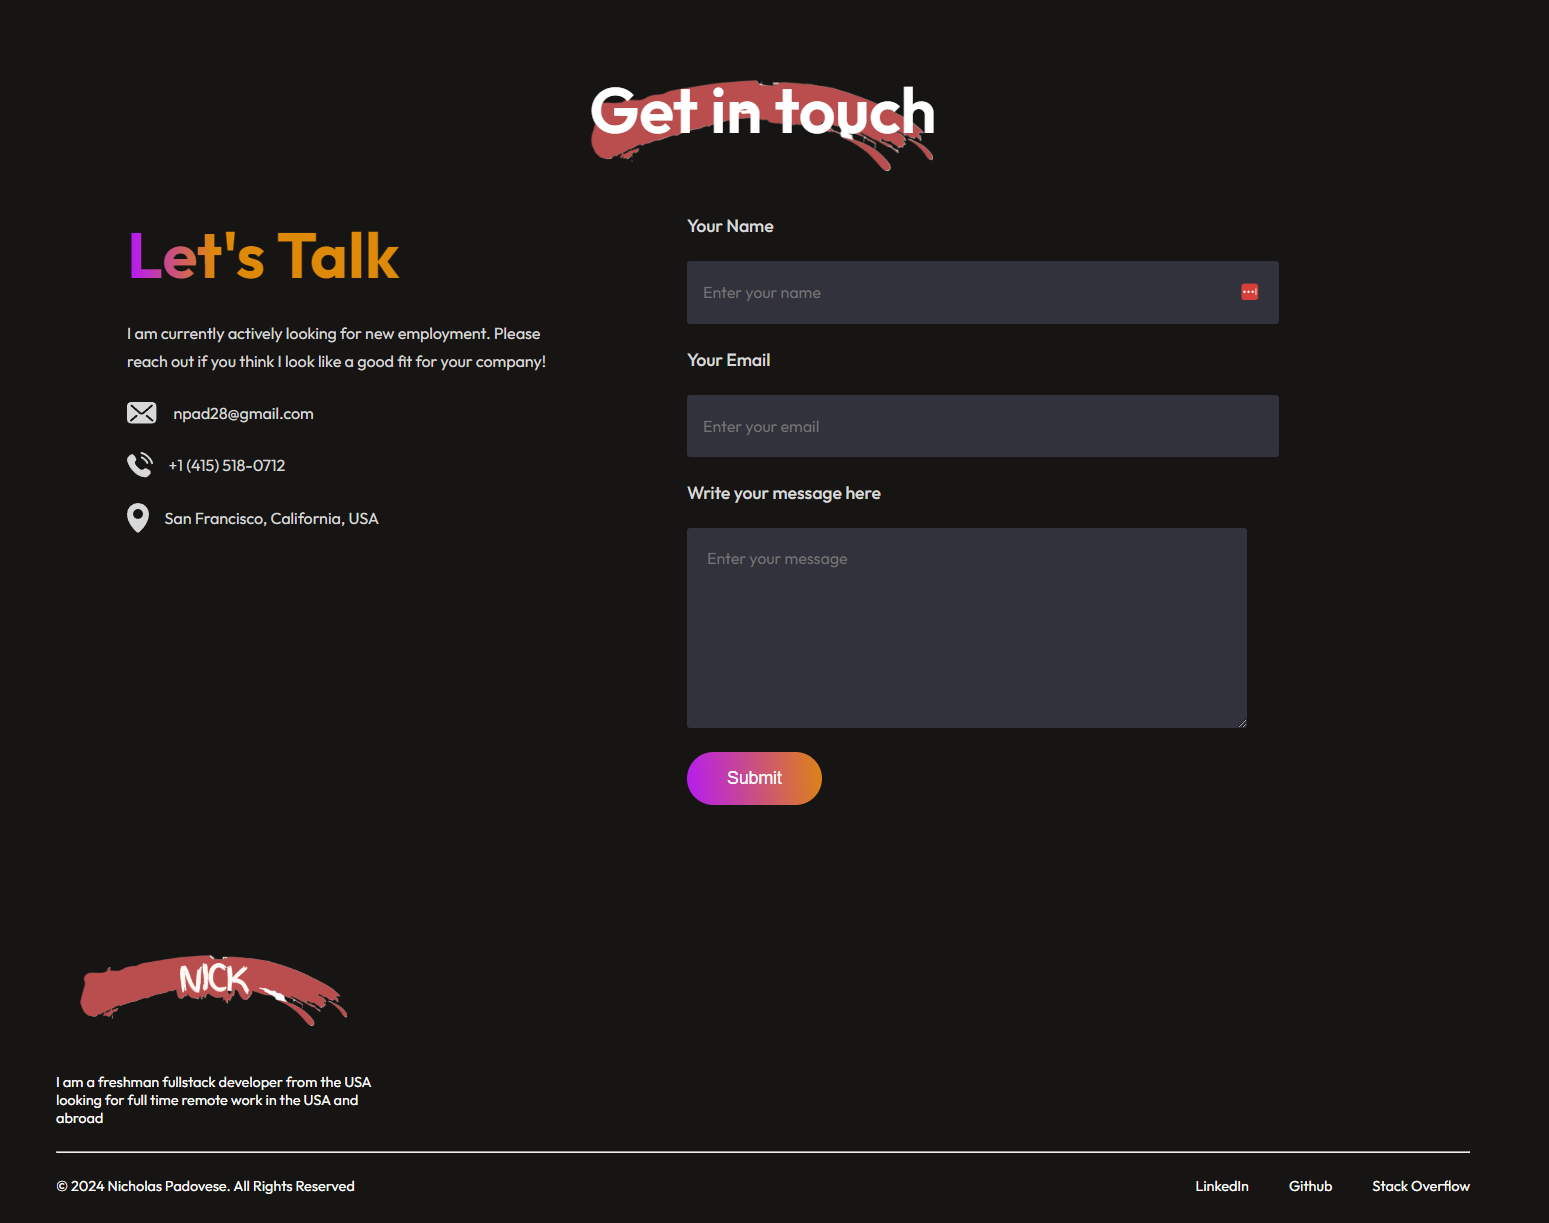 Get in touch
Let's Talk
I am currently actively looking for new employment. Please
reach out if you think I look like a good fit for your company!
npad28@gmail.com
+1 (415) 518-0712
San Francisco, California, USA
Your Name
Enter your name
Your Email
Enter your email
Write your message here
Enter your message
Submit
NICK
I am a freshman fullstack developer from the USA
looking for full time remote work in the USA and
abroad
© 2024 Nicholas Padovese. All Rights Reserved
LinkedIn
Github
Stack Overflow